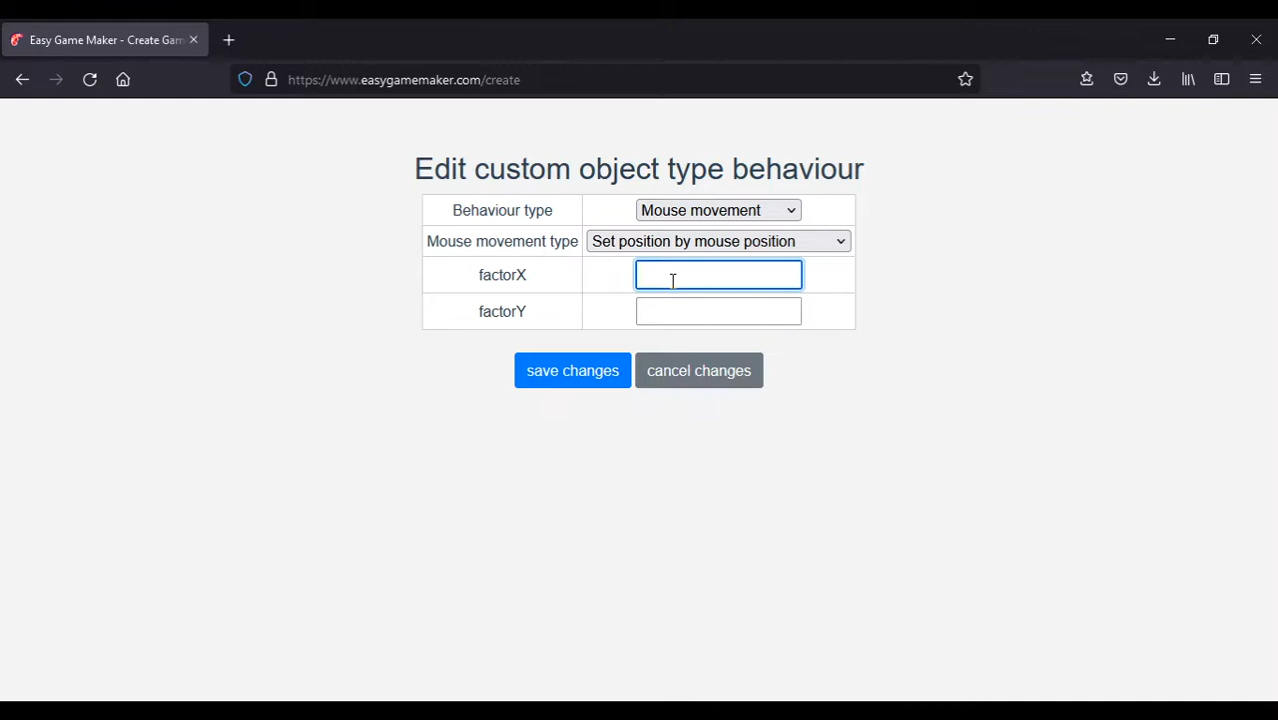 Easy Game Maker - Create Gam
https://www.easygamemaker.com/create
Edit custom object type behaviour
Behaviour type Mouse movement
Mouse movement type Set position by mouse position
factorX
factorY
save changes cancel changes